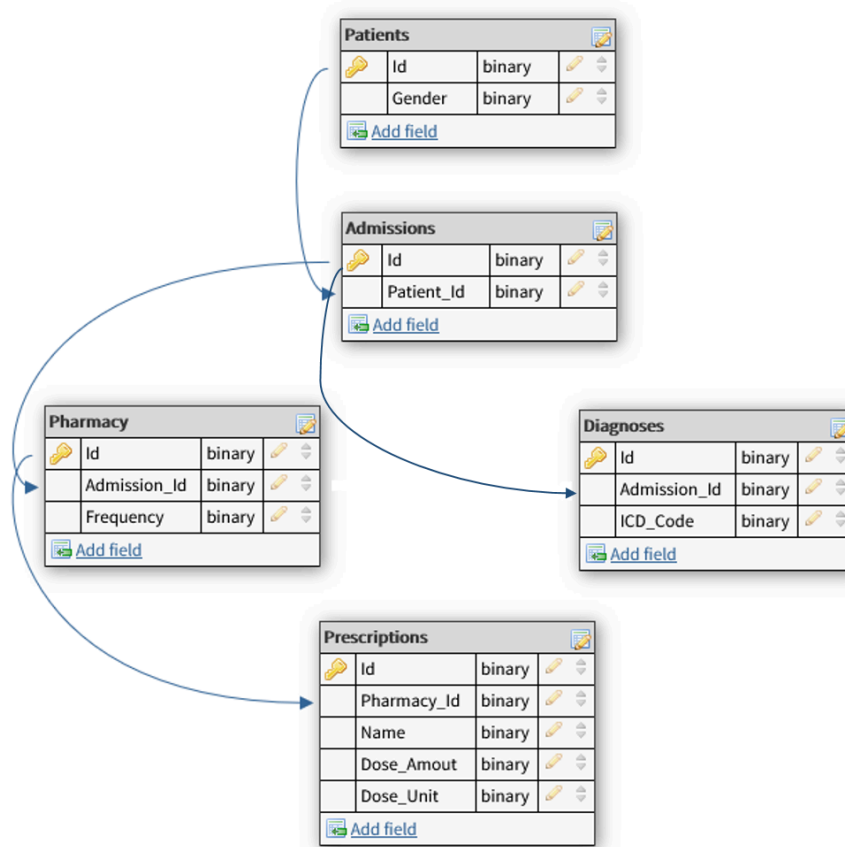 Patients
Id binary
Gender binary
Add field
Admissions
Id binary
Patient_Id binary
Add field
Pharmacy
Id binary
Admission_Id binary
Frequency binary
Add field
Diagnoses
Id binary
Admission_Id binary
ICD_Code binary
Add field
Prescriptions
Id binary
Pharmacy_Id binary
Name binary
Dose_Amout binary
Dose_Unit binary
Add field